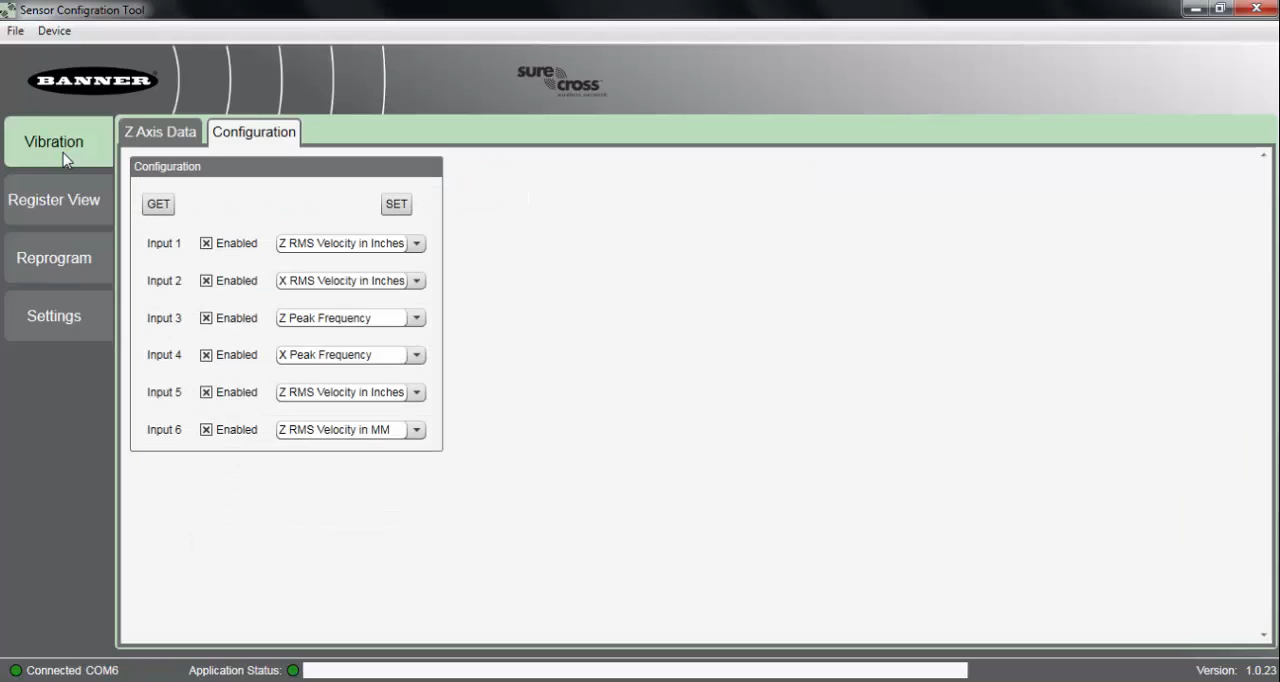 Sensor Configration Tool
File Device
BANNER
sure cross
Vibration
Register View
Reprogram
Settings
Z Axis Data Configuration
Configuration
GET SET
Input 1 Enabled Z RMS Velocity in Inches
Input 2 Enabled X RMS Velocity in Inches
Input 3 Enabled Z Peak Frequency
Input 4 Enabled X Peak Frequency
Input 5 Enabled Z RMS Velocity in Inches
Input 6 Enabled Z RMS Velocity in MM
Connected COM6 Application Status: Version: 1.0.23